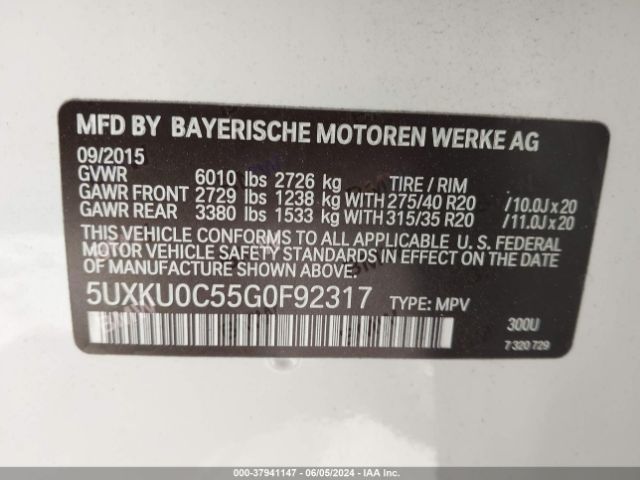 MFD BY BAYERISCHE MOTOREN WERKE AG
09/2015
GVWR 6010 lbs 2726 kg TIRE / RIM
GAWR FRONT 2729 lbs 1238 kg WITH 275/40 R20 /10.0J x 20
GAWR REAR 3380 lbs 1533 kg WITH 315/35 R20 /11.0J x 20
THIS VEHICLE CONFORMS TO ALL APPLICABLE U. S. FEDERAL
MOTOR VEHICLE SAFETY STANDARDS IN EFFECT ON THE DATE
OF MANUFACTURE SHOWN ABOVE.
5UXKU0C55G0F92317 TYPE: MPV
300U
7 320 729
000-37941147 - 06/05/2024 - IAA Inc.